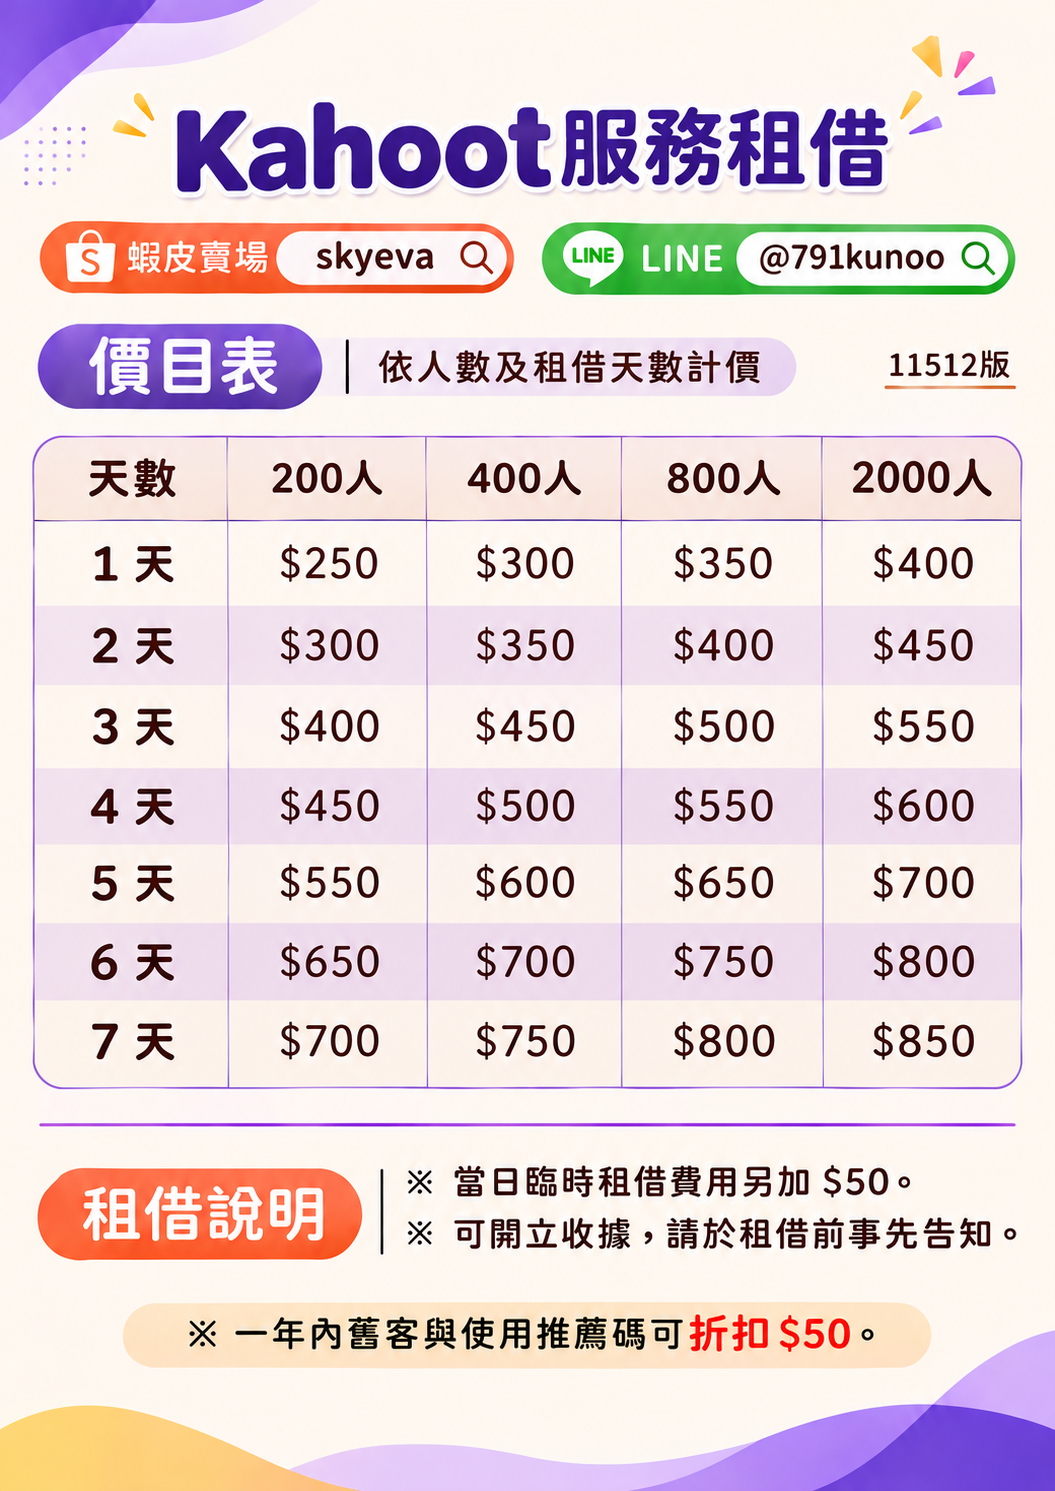 Kahoot服務租借
蝦皮賣場 skyeva LINE LINE @791kunoo
價目表 依人數及租借天數計價 11512版
天數 200人 400人 800人 2000人
1 天 $250 $300 $350 $400
2 天 $300 $350 $400 $450
3 天 $400 $450 $500 $550
4 天 $450 $500 $550 $600
5 天 $550 $600 $650 $700
6 天 $650 $700 $750 $800
7 天 $700 $750 $800 $850
租借說明
※ 當日臨時租借費用另加 $50。
※ 可開立收據，請於租借前事先告知。
※ 一年內舊客與使用推薦碼可折扣 $50。